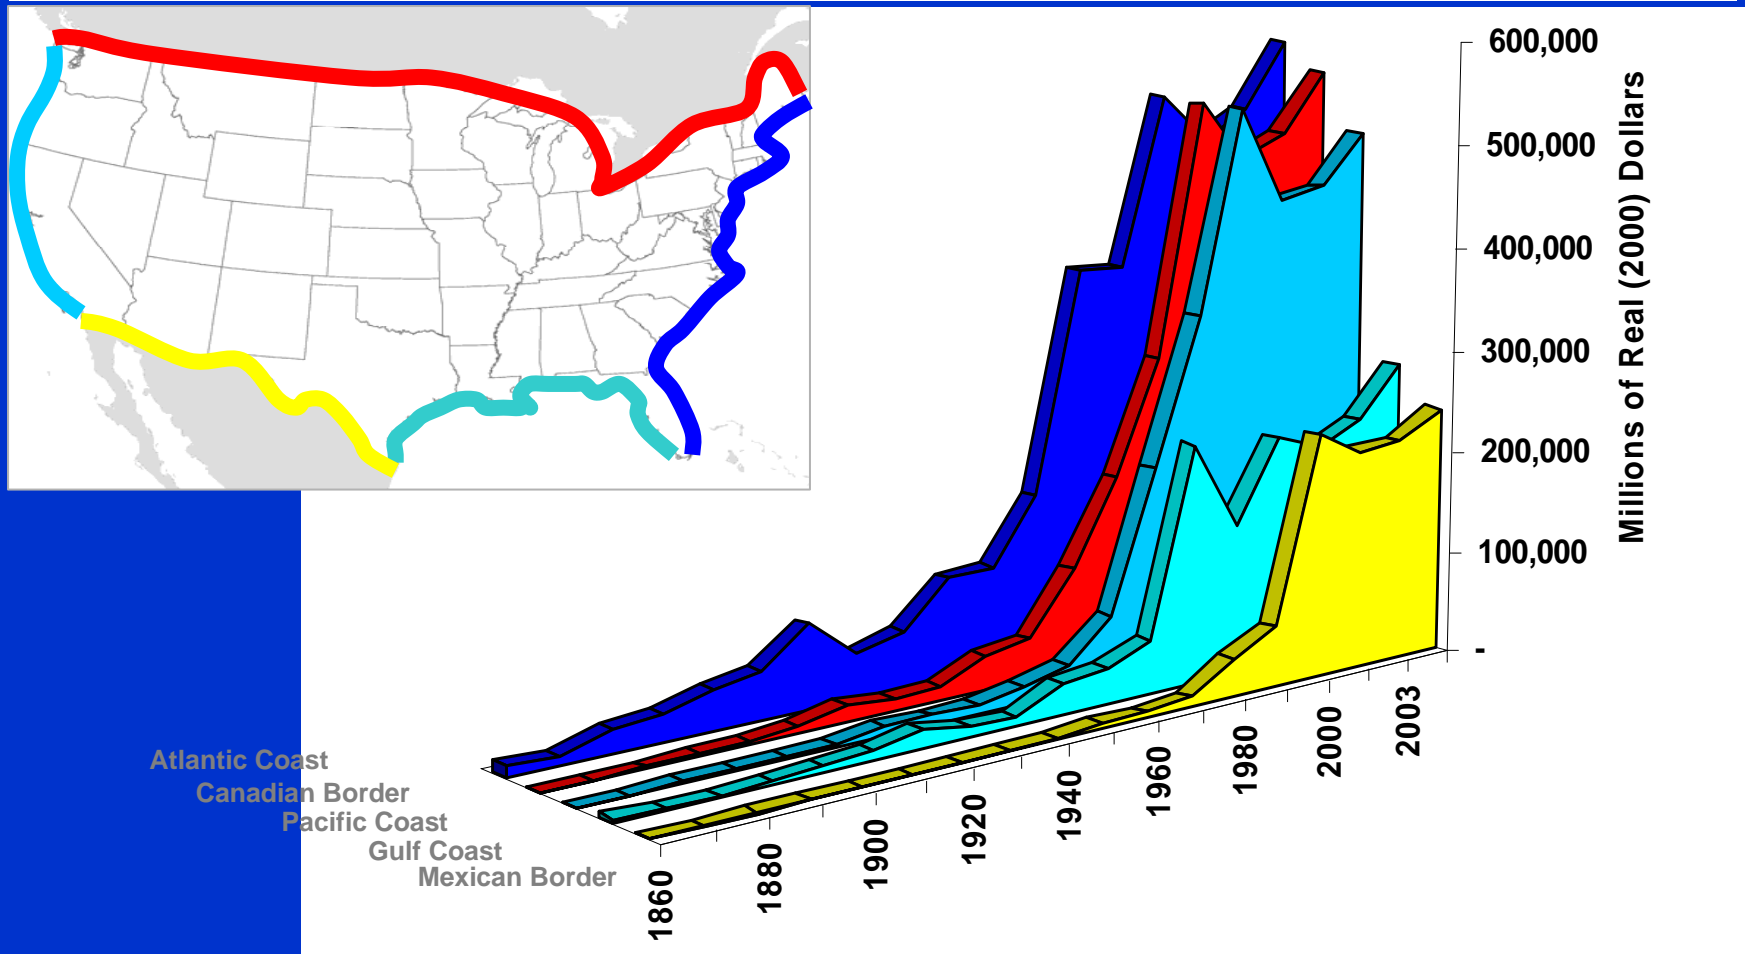 600,000
500,000
400,000
300,000
200,000
100,000
-
Millions of Real (2000) Dollars
Atlantic Coast
Canadian Border
Pacific Coast
Gulf Coast
Mexican Border
1860
1880
1900
1920
1940
1960
1980
2000
2003